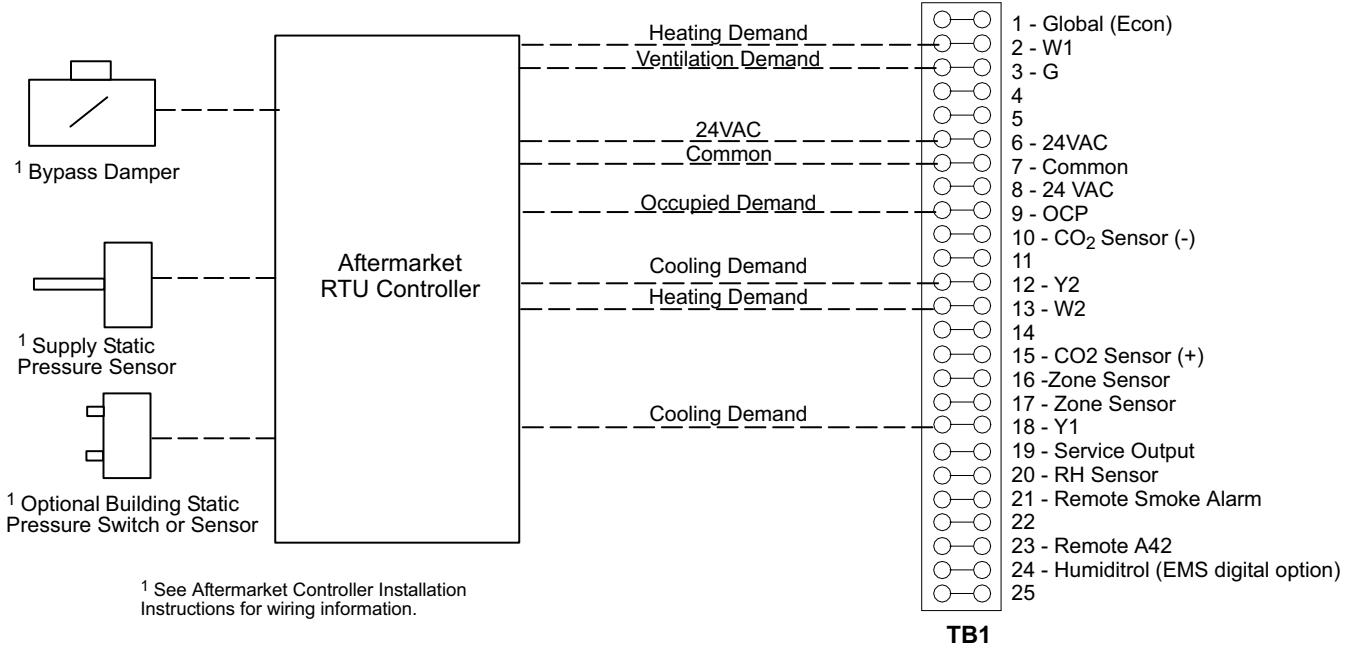 1 Bypass Damper
1 Supply Static
Pressure Sensor
1 Optional Building Static
Pressure Switch or Sensor
Aftermarket
RTU Controller
Heating Demand
Ventilation Demand
24VAC
Common
Occupied Demand
Cooling Demand
Heating Demand
Cooling Demand
1 - Global (Econ)
2 - W1
3 - G
4
5
6 - 24VAC
7 - Common
8 - 24 VAC
9 - OCP
10 - CO2 Sensor (-)
11
12 - Y2
13 - W2
14
15 - CO2 Sensor (+)
16 -Zone Sensor
17 - Zone Sensor
18 - Y1
19 - Service Output
20 - RH Sensor
21 - Remote Smoke Alarm
22
23 - Remote A42
24 - Humiditrol (EMS digital option)
25
TB1
1 See Aftermarket Controller Installation
Instructions for wiring information.